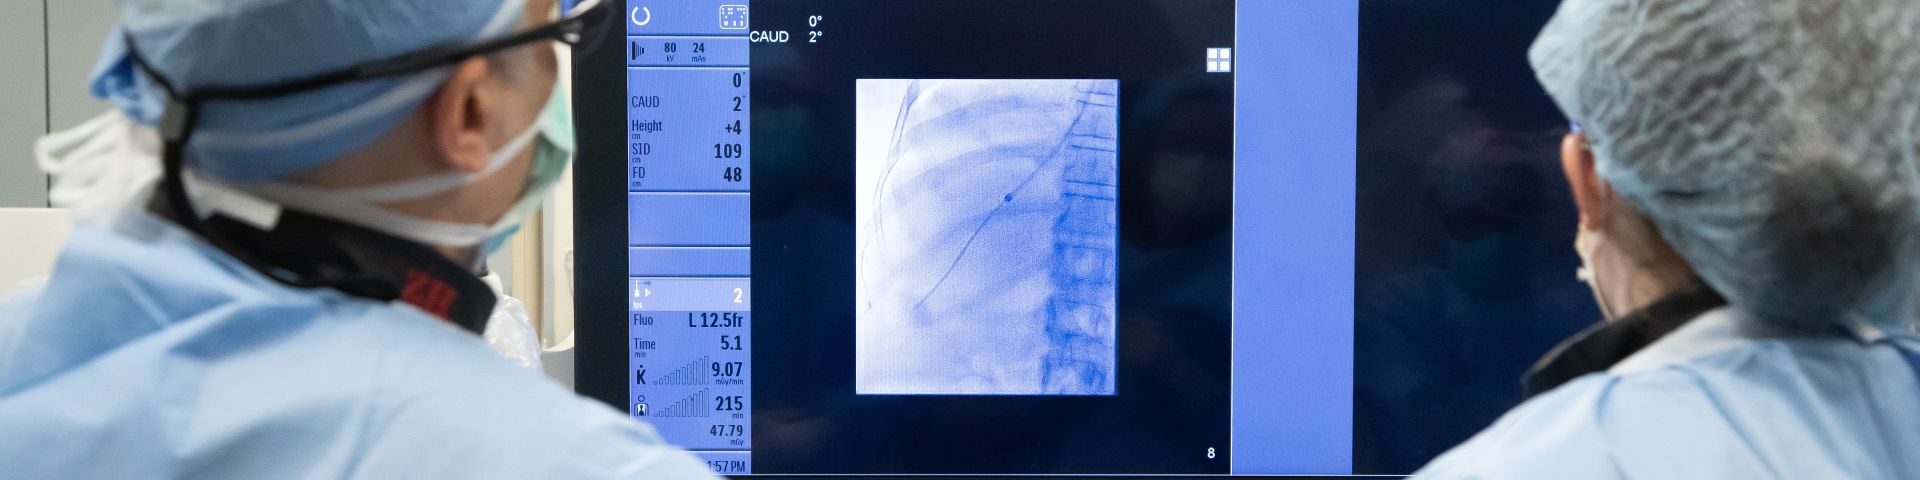 80 24
kV mAs
0°
CAUD 2°
Height +4
cm
SID 109
cm
FD 48
cm
2
fps
Fluo L 12.5fr
Time 5.1
min
K 9.07
mGy/min
215
min
47.79
mGy
1:57 PM
0°
CAUD 2°
8